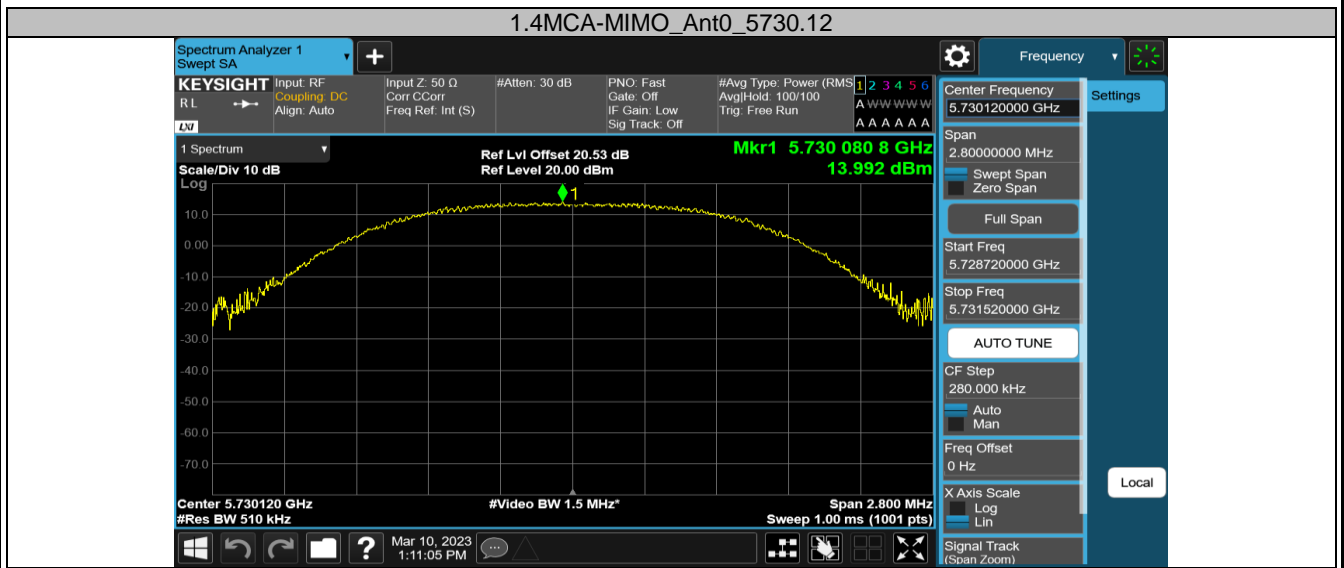 1.4MCA-MIMO_Ant0_5730.12
Spectrum Analyzer 1
Swept SA
Frequency
KEYSIGHT
R L
LXI
Input: RF
Coupling: DC
Align: Auto
Input Z: 50 Ω
Corr CCorr
Freq Ref: Int (S)
#Atten: 30 dB
PNO: Fast
Gate: Off
IF Gain: Low
Sig Track: Off
#Avg Type: Power (RMS
Avg|Hold: 100/100
Trig: Free Run
1 2 3 4 5 6
A W W W W W
A A A A A A
1 Spectrum
Scale/Div 10 dB
Log
Ref Lvl Offset 20.53 dB
Ref Level 20.00 dBm
Mkr1 5.730 080 8 GHz
13.992 dBm
1
10.0
0.00
-10.0
-20.0
-30.0
-40.0
-50.0
-60.0
-70.0
Center 5.730120 GHz
#Res BW 510 kHz
#Video BW 1.5 MHz*
Span 2.800 MHz
Sweep 1.00 ms (1001 pts)
Center Frequency
5.730120000 GHz
Settings
Span
2.80000000 MHz
Swept Span
Zero Span
Full Span
Start Freq
5.728720000 GHz
Stop Freq
5.731520000 GHz
AUTO TUNE
CF Step
280.000 kHz
Auto
Man
Freq Offset
0 Hz
X Axis Scale
Log
Lin
Local
Signal Track
(Span Zoom)
?
Mar 10, 2023
1:11:05 PM